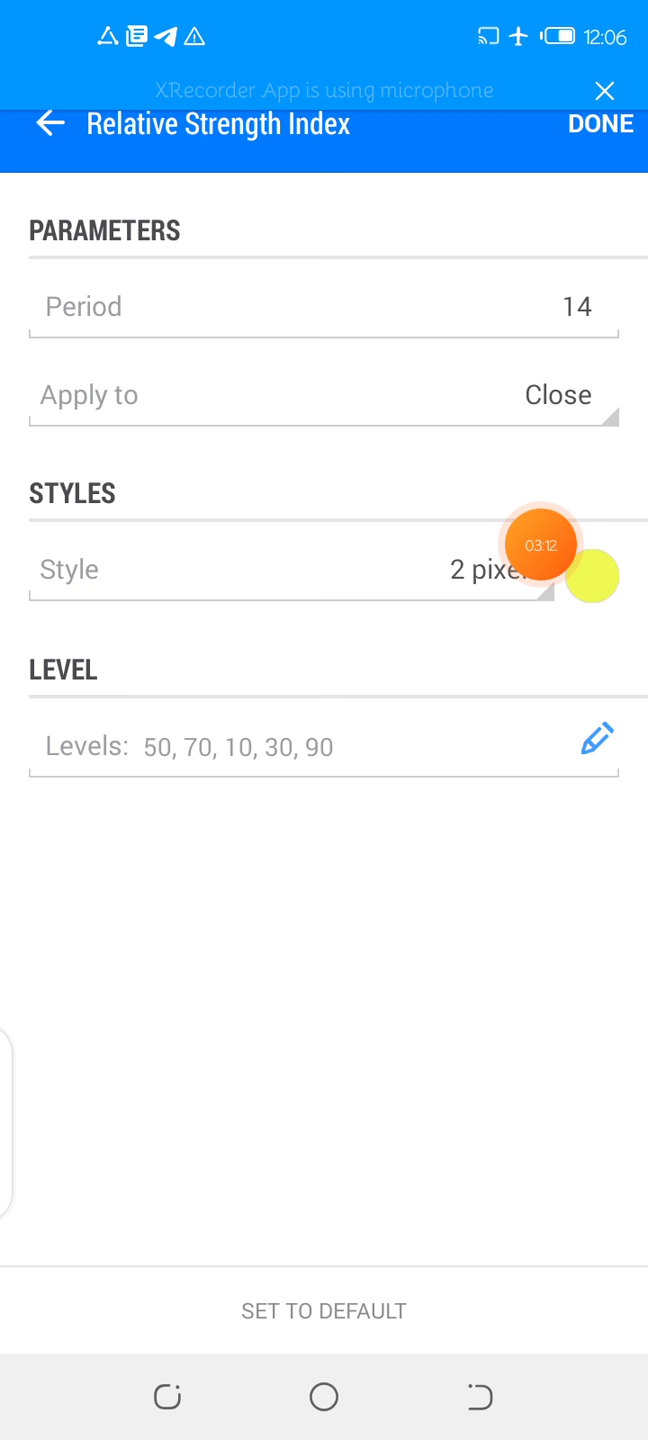 12:06
XRecorder App is using microphone
Relative Strength Index
DONE
PARAMETERS
Period 14
Apply to Close
STYLES
03:12
Style 2
LEVEL
Levels: 50, 70, 10, 30, 90
SET TO DEFAULT